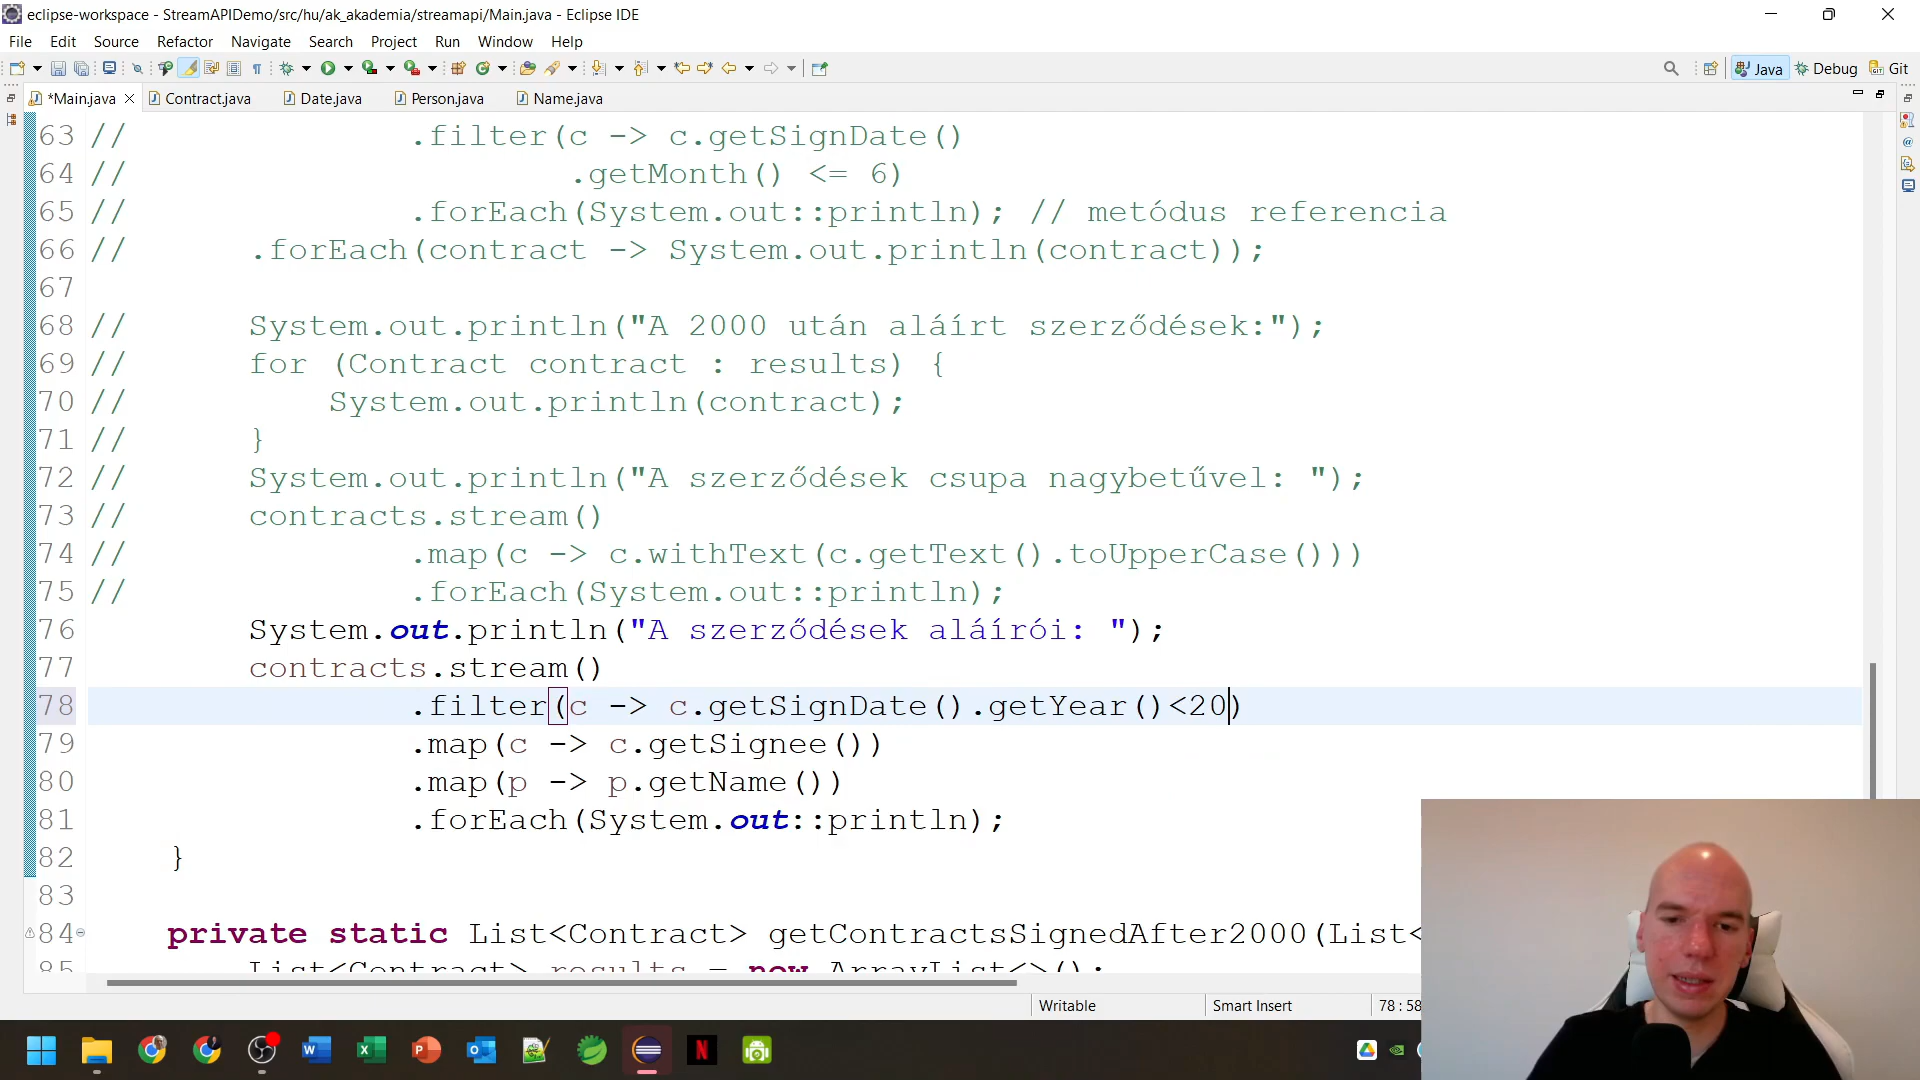 eclipse-workspace - StreamAPIDemo/src/hu/ak_akademia/streamapi/Main.java - Eclipse IDE
File Edit Source Refactor Navigate Search Project Run Window Help
Java Debug Git
*Main.java Contract.java Date.java Person.java Name.java
63 // .filter(c -> c.getSignDate()
64 // .getMonth() <= 6)
65 // .forEach(System.out::println); // metódus referencia
66 // .forEach(contract -> System.out.println(contract));
67
68 // System.out.println("A 2000 után aláírt szerződések:");
69 // for (Contract contract : results) {
70 // System.out.println(contract);
71 // }
72 // System.out.println("A szerződések csupa nagybetűvel: ");
73 // contracts.stream()
74 // .map(c -> c.withText(c.getText().toUpperCase()))
75 // .forEach(System.out::println);
76 System.out.println("A szerződések aláírói: ");
77 contracts.stream()
78 .filter(c -> c.getSignDate().getYear()<20)
79 .map(c -> c.getSignee())
80 .map(p -> p.getName())
81 .forEach(System.out::println);
82 }
83
84 private static List<Contract> getContractsSignedAfter2000(List<
85 List<Contract> results = new ArrayList<>();
Writable Smart Insert 78 : 58